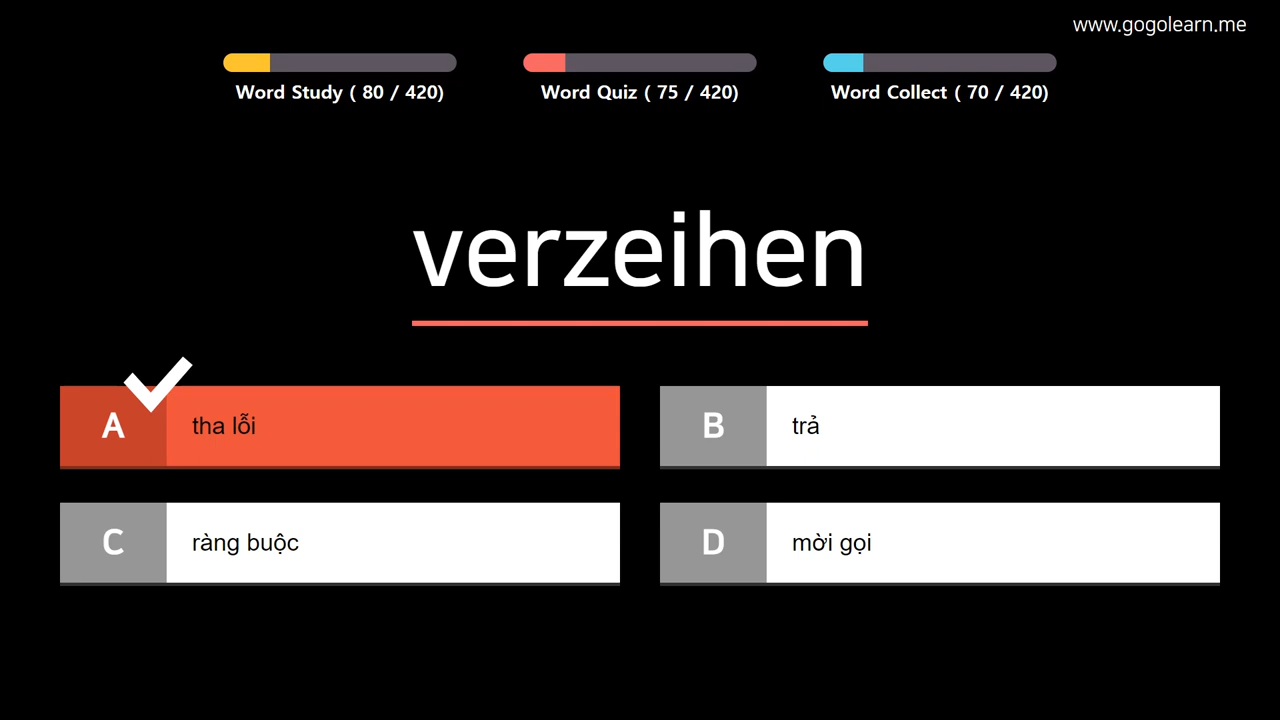 www.gogolearn.me
Word Study ( 80 / 420)
Word Quiz ( 75 / 420)
Word Collect ( 70 / 420)
verzeihen
A tha lỗi
B trả
C ràng buộc
D mời gọi